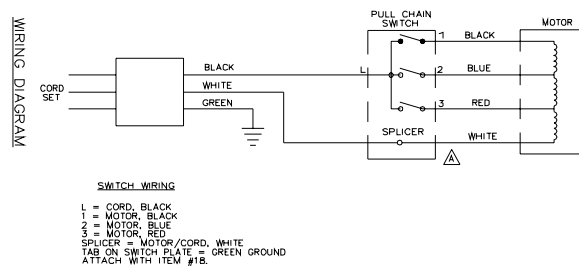 WIRING DIAGRAM
PULL CHAIN
SWITCH
MOTOR
1
BLACK
BLACK
L
2
BLUE
CORD
SET
WHITE
GREEN
3
RED
SPLICER
WHITE
A
SWITCH WIRING
L = CORD, BLACK
1 = MOTOR, BLACK
2 = MOTOR, BLUE
3 = MOTOR, RED
SPLICER = MOTOR/CORD, WHITE
TAB ON SWITCH PLATE = GREEN GROUND
ATTACH WITH ITEM #18.